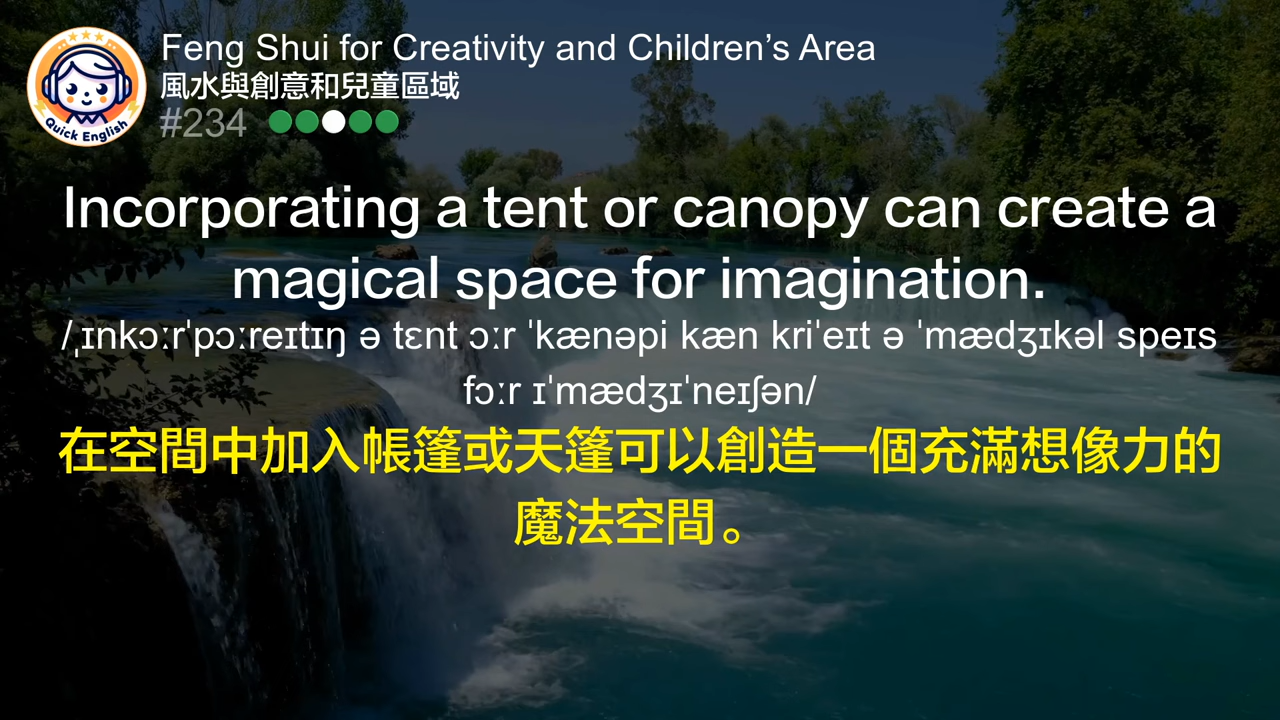 Quick English
Feng Shui for Creativity and Children’s Area
風水與創意和兒童區域
#234
Incorporating a tent or canopy can create a
magical space for imagination.
/ˌɪnkɔːrˈpɔːreɪtɪŋ ə tɛnt ɔːr ˈkænəpi kæn kriˈeɪt ə ˈmædʒɪkəl speɪs
fɔːr ɪˈmædʒɪˈneɪʃən/
在空間中加入帳篷或天篷可以創造一個充滿想像力的
魔法空間。